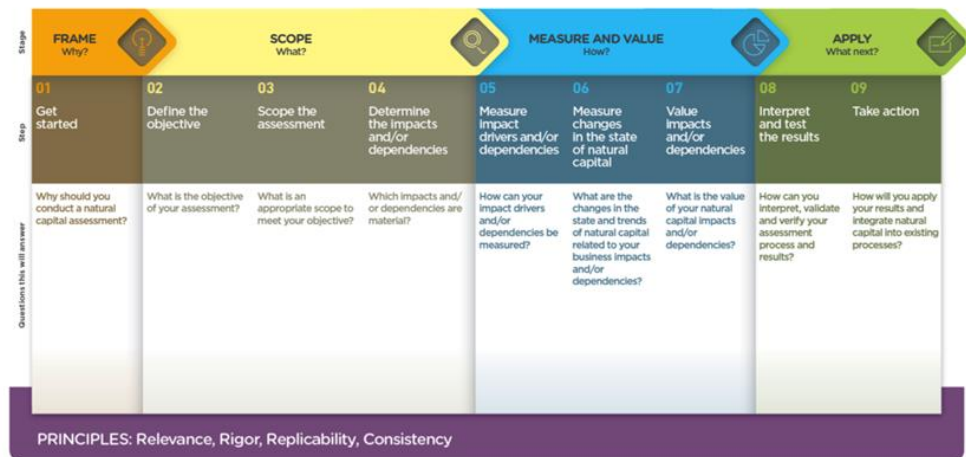 Stage
FRAME
Why?
SCOPE
What?
MEASURE AND VALUE
How?
APPLY
What next?
Step
01
Get
started
02
Define the
objective
03
Scope the
assessment
04
Determine
the impacts
and/or
dependencies
05
Measure
impact
drivers and/or
dependencies
06
Measure
changes
in the state
of natural
capital
07
Value
impacts
and/or
dependencies
08
Interpret
and test
the results
09
Take action
Questions this will answer
Why should you
conduct a natural
capital assessment?
What is the objective
of your assessment?
What is an
appropriate scope to
meet your objective?
Which impacts and/
or dependencies are
material?
How can your
impact drivers
and/or
dependencies be
measured?
What are the
changes in the
state and trends
of natural capital
related to your
business impacts
and/or
dependencies?
What is the value
of your natural
capital impacts
and/or
dependencies?
How can you
interpret, validate
and verify your
assessment
process and
results?
How will you apply
your results and
integrate natural
capital into existing
processes?
PRINCIPLES: Relevance, Rigor, Replicability, Consistency